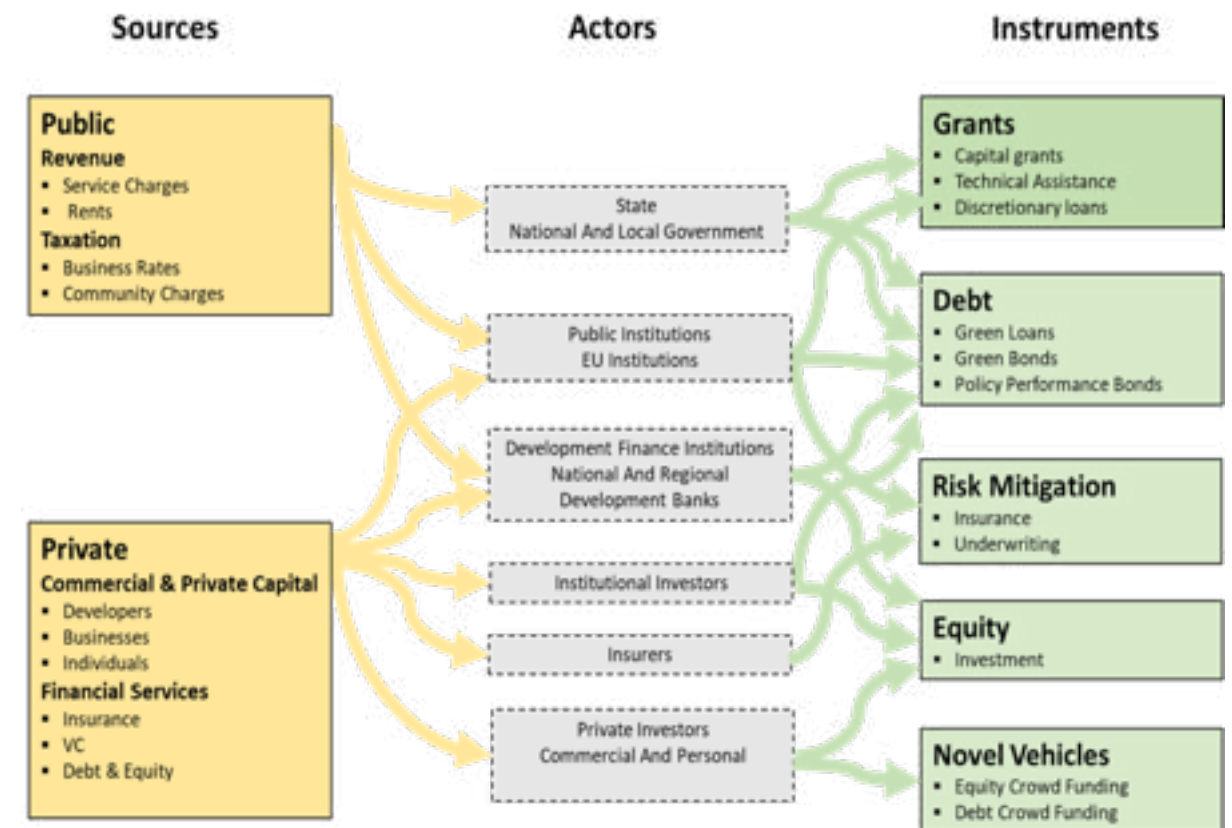 Sources
Actors
Instruments
Public
Revenue
Service Charges
Rents
Taxation
Business Rates
Community Charges
Private
Commercial & Private Capital
Developers
Businesses
Individuals
Financial Services
Insurance
VC
Debt & Equity
State
National And Local Government
Public Institutions
EU Institutions
Development Finance Institutions
National And Regional
Development Banks
Institutional Investors
Insurers
Private Investors
Commercial And Personal
Grants
Capital grants
Technical Assistance
Discretionary loans
Debt
Green Loans
Green Bonds
Policy Performance Bonds
Risk Mitigation
Insurance
Underwriting
Equity
Investment
Novel Vehicles
Equity Crowd Funding
Debt Crowd Funding